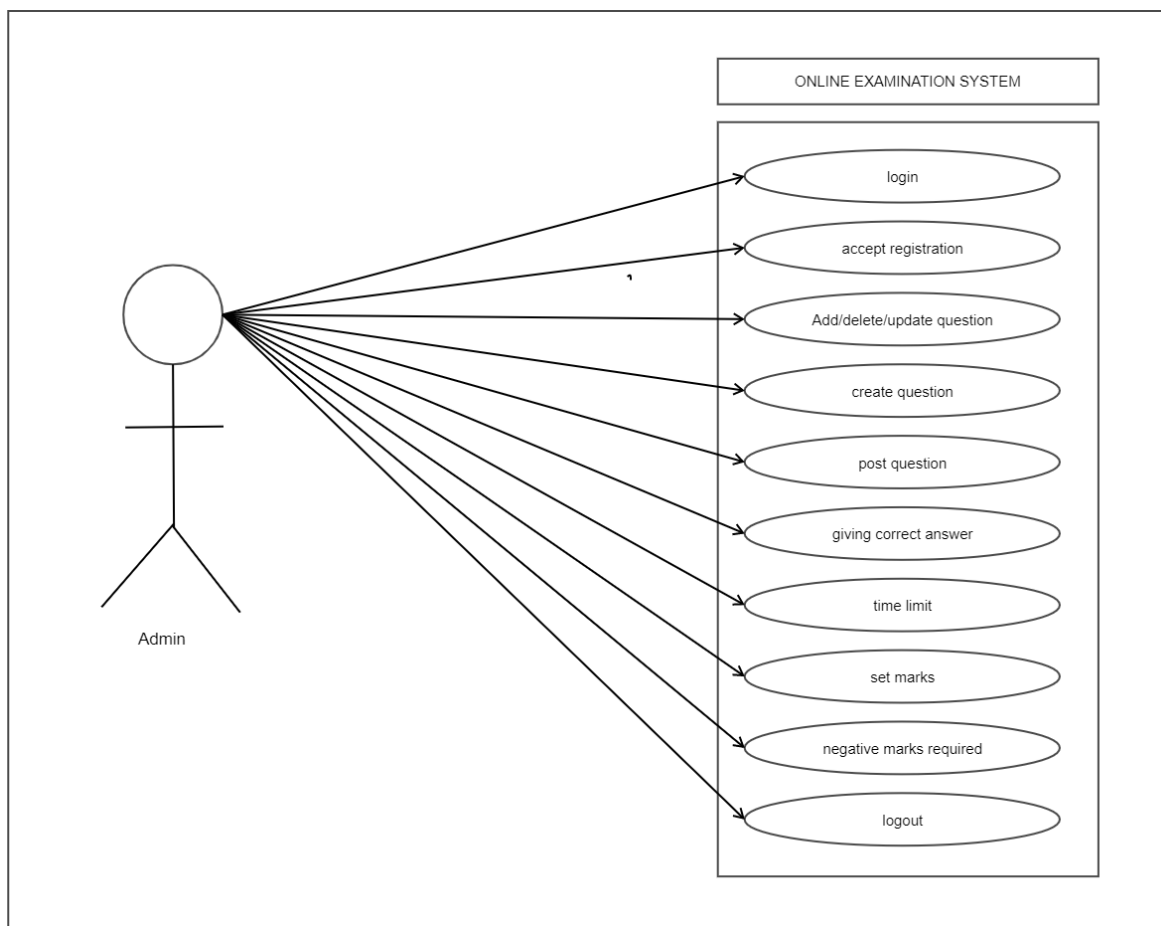 ONLINE EXAMINATION SYSTEM
login
accept registration
Add/delete/update question
create question
post question
giving correct answer
time limit
set marks
negative marks required
logout
Admin